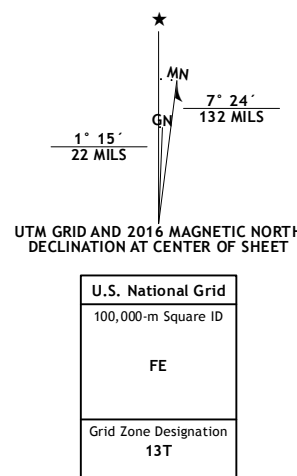 ★
MN
7° 24´
132 MILS
GN
1° 15´
22 MILS
UTM GRID AND 2016 MAGNETIC NORTH
DECLINATION AT CENTER OF SHEET
U.S. National Grid
100,000-m Square ID
FE
Grid Zone Designation
13T